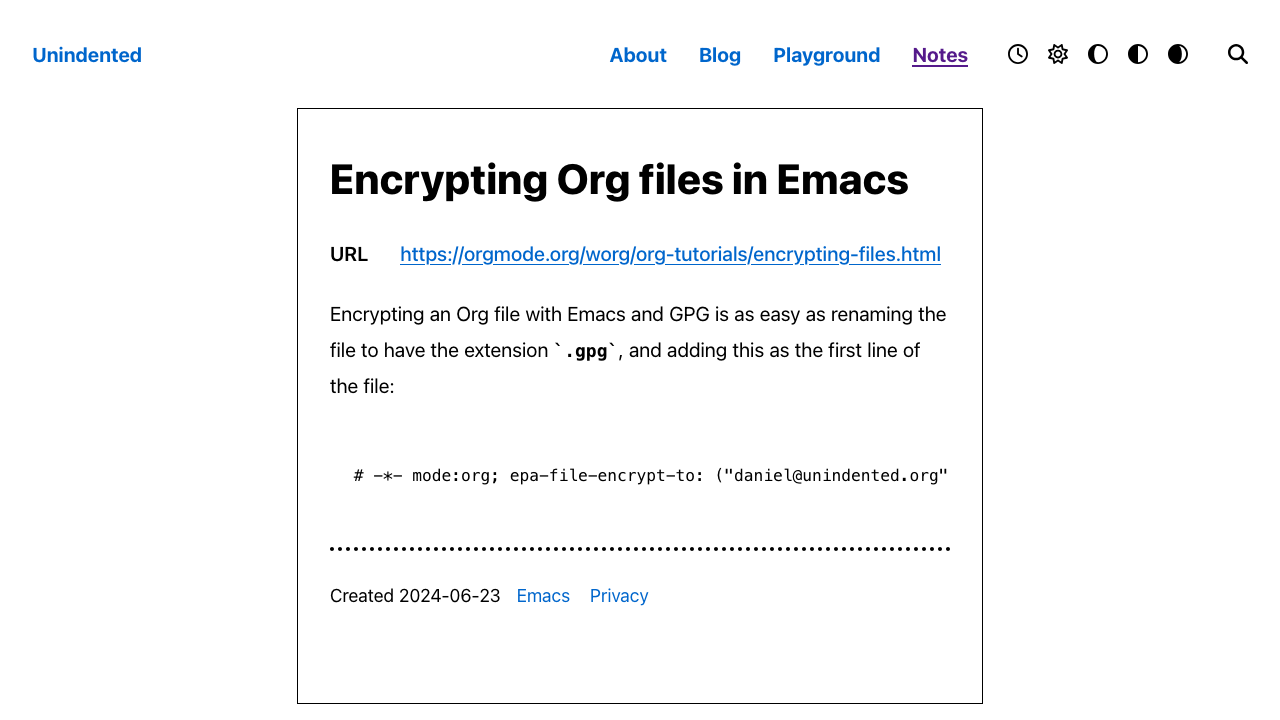 Unindented
About Blog Playground Notes
Encrypting Org files in Emacs
URL https://orgmode.org/worg/org-tutorials/encrypting-files.html
Encrypting an Org file with Emacs and GPG is as easy as renaming the
file to have the extension `.gpg`, and adding this as the first line of
the file:
# -*- mode:org; epa-file-encrypt-to: ("daniel@unindented.org"
Created 2024-06-23 Emacs Privacy